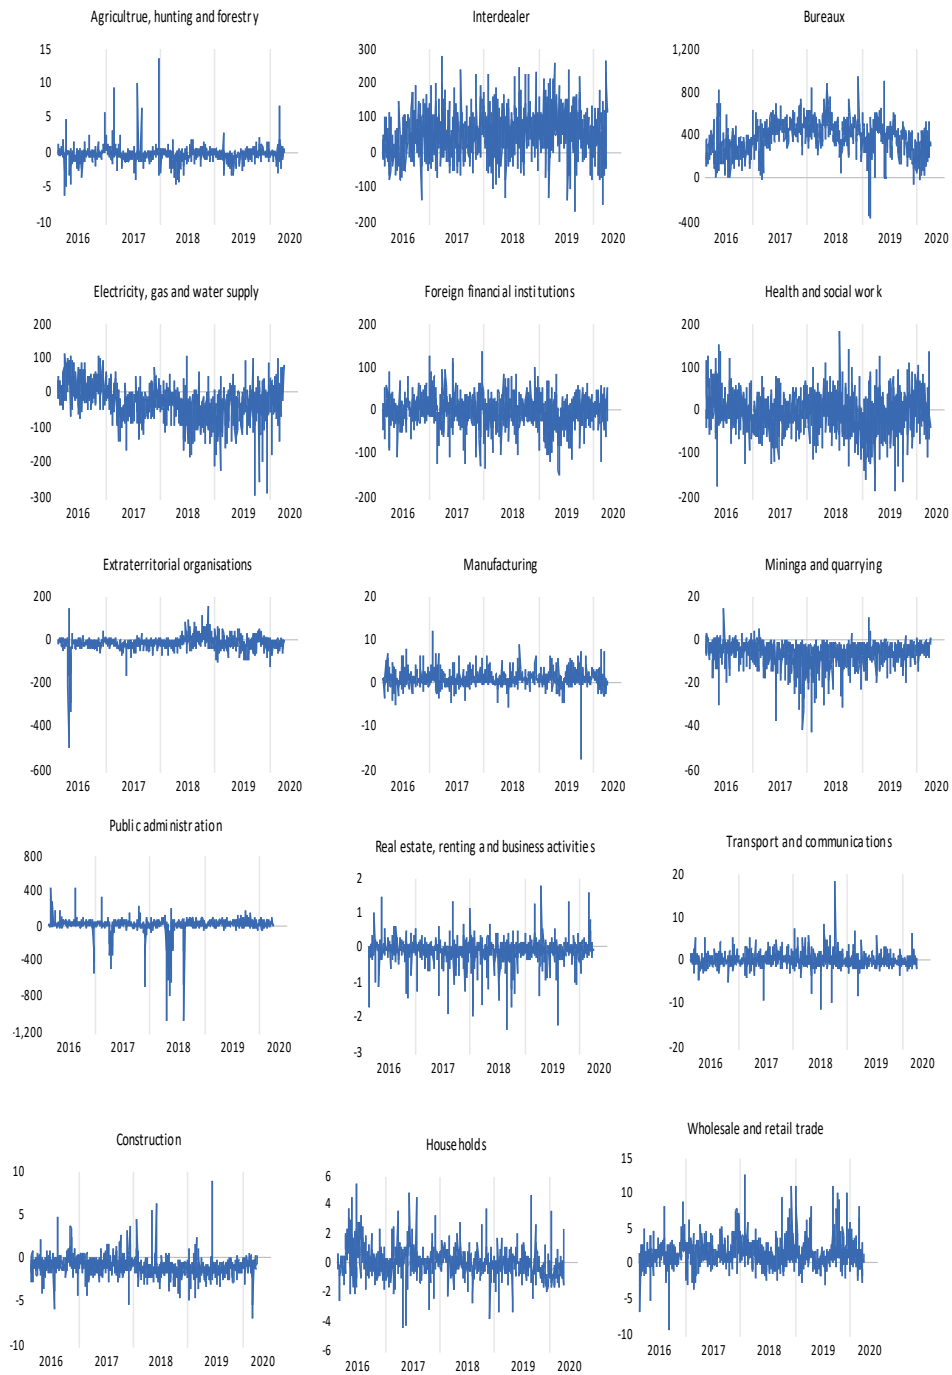 Agricultrue, hunting and forestry
15
10
5
0
-5
-10
2016 2017 2018 2019 2020
Interdealer
300
200
100
0
-100
-200
2016 2017 2018 2019 2020
Bureaux
1,200
800
400
0
-400
2016 2017 2018 2019 2020
Electricity, gas and water supply
200
100
0
-100
-200
-300
2016 2017 2018 2019 2020
Foreign financial institutions
200
100
0
-100
-200
2016 2017 2018 2019 2020
Health and social work
200
100
0
-100
-200
2016 2017 2018 2019 2020
Extraterritorial organisations
200
0
-200
-400
-600
2016 2017 2018 2019 2020
Manufacturing
20
10
0
-10
-20
2016 2017 2018 2019 2020
Mininga and quarrying
20
0
-20
-40
-60
2016 2017 2018 2019 2020
Public administration
800
400
0
-400
-800
-1,200
2016 2017 2018 2019 2020
Real estate, renting and business activities
2
1
0
-1
-2
-3
2016 2017 2018 2019 2020
Transport and communications
20
10
0
-10
-20
2016 2017 2018 2019 2020
Construction
10
5
0
-5
-10
2016 2017 2018 2019 2020
Households
6
4
2
0
-2
-4
-6
2016 2017 2018 2019 2020
Wholesale and retail trade
15
10
5
0
-5
-10
2016 2017 2018 2019 2020